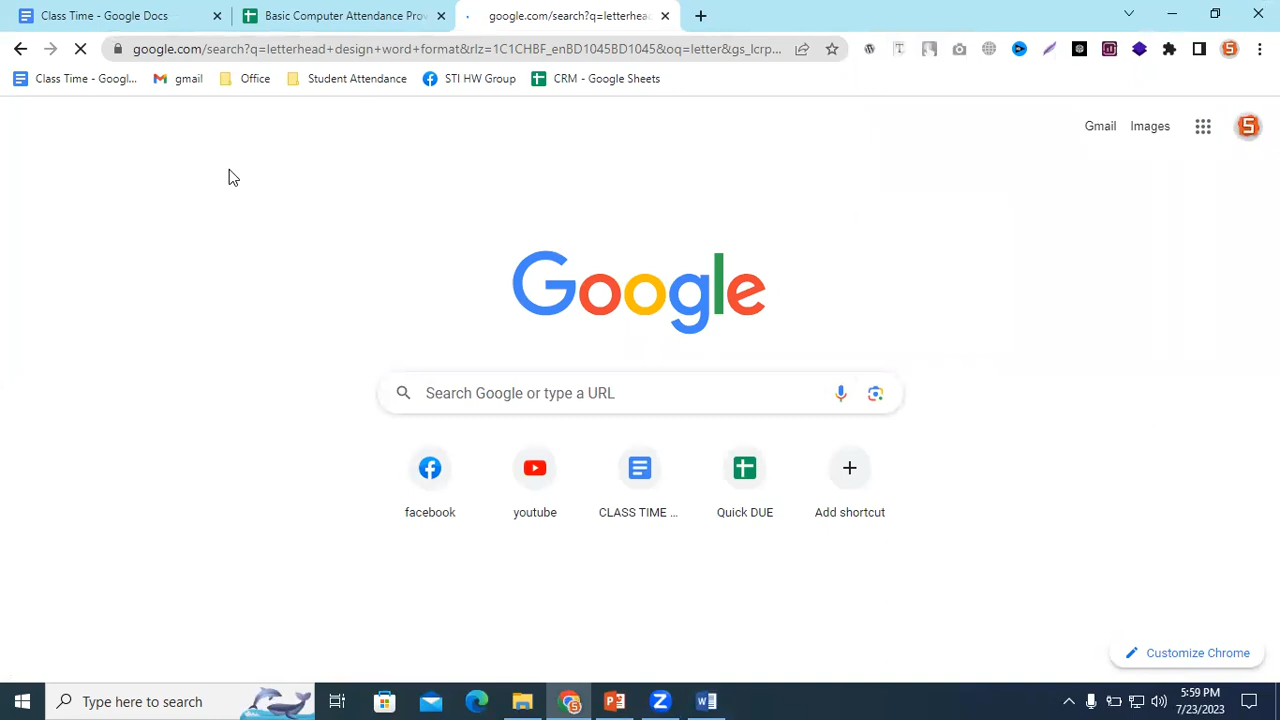 Class Time - Google Docs
Basic Computer Attendance Pro
google.com/search?q=letterhea
google.com/search?q=letterhead+design+word+format&rlz=1C1CHBF_enBD1045BD1045&oq=letter&gs_lcrp...
Class Time - Googl...
gmail
Office
Student Attendance
STI HW Group
CRM - Google Sheets
Gmail
Images
Google
Search Google or type a URL
facebook
youtube
CLASS TIME ...
Quick DUE
Add shortcut
Customize Chrome
Type here to search
5:59 PM
7/23/2023